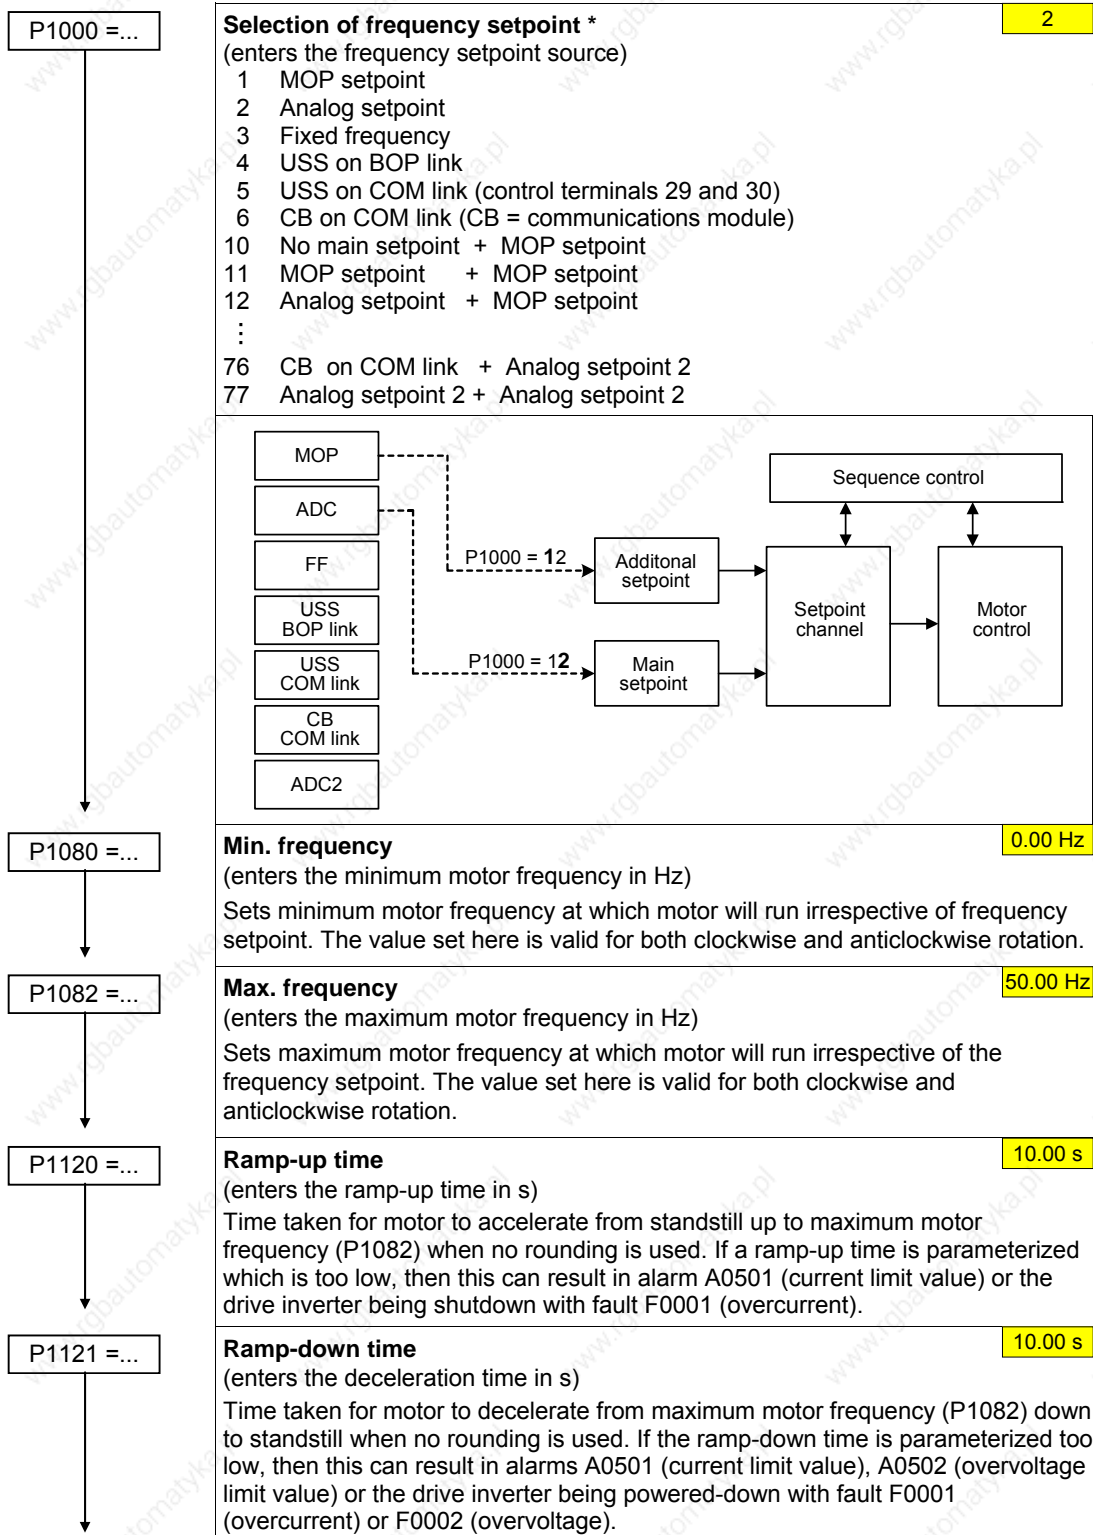 P1000 =...
Selection of frequency setpoint *
2
(enters the frequency setpoint source)
1 MOP setpoint
2 Analog setpoint
3 Fixed frequency
4 USS on BOP link
5 USS on COM link (control terminals 29 and 30)
6 CB on COM link (CB = communications module)
10 No main setpoint + MOP setpoint
11 MOP setpoint + MOP setpoint
12 Analog setpoint + MOP setpoint
⋮
76 CB on COM link + Analog setpoint 2
77 Analog setpoint 2 + Analog setpoint 2
MOP
ADC
FF
USS
BOP link
USS
COM link
CB
COM link
ADC2
P1000 = 12
P1000 = 12
Additonal
setpoint
Main
setpoint
Sequence control
Setpoint
channel
Motor
control
P1080 =...
Min. frequency
0.00 Hz
(enters the minimum motor frequency in Hz)
Sets minimum motor frequency at which motor will run irrespective of frequency
setpoint. The value set here is valid for both clockwise and anticlockwise rotation.
P1082 =...
Max. frequency
50.00 Hz
(enters the maximum motor frequency in Hz)
Sets maximum motor frequency at which motor will run irrespective of the
frequency setpoint. The value set here is valid for both clockwise and
anticlockwise rotation.
P1120 =...
Ramp-up time
10.00 s
(enters the ramp-up time in s)
Time taken for motor to accelerate from standstill up to maximum motor
frequency (P1082) when no rounding is used. If a ramp-up time is parameterized
which is too low, then this can result in alarm A0501 (current limit value) or the
drive inverter being shutdown with fault F0001 (overcurrent).
P1121 =...
Ramp-down time
10.00 s
(enters the deceleration time in s)
Time taken for motor to decelerate from maximum motor frequency (P1082) down
to standstill when no rounding is used. If the ramp-down time is parameterized too
low, then this can result in alarms A0501 (current limit value), A0502 (overvoltage
limit value) or the drive inverter being powered-down with fault F0001
(overcurrent) or F0002 (overvoltage).
www.rgbautomatyka.pl